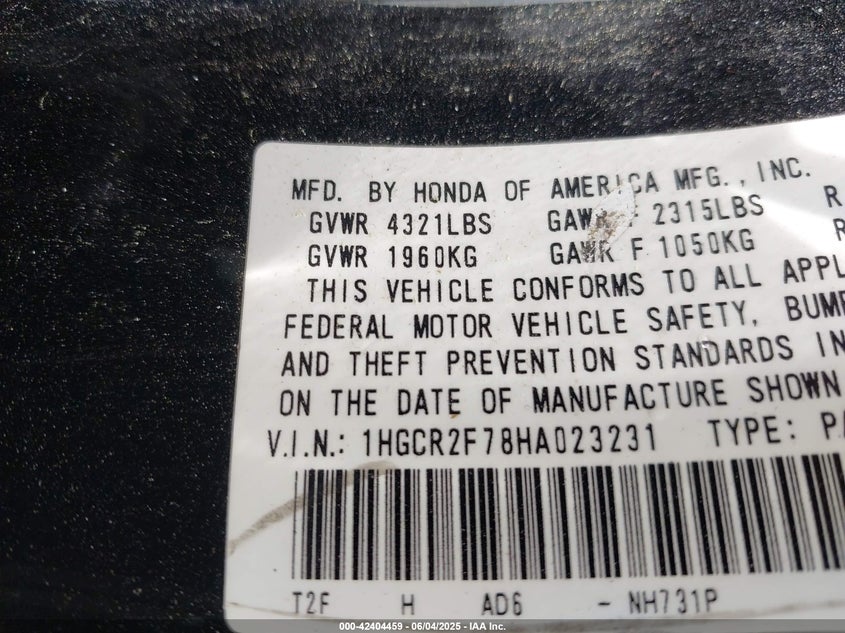 MFD. BY HONDA OF AMERICA MFG., INC.
GVWR 4321LBS GAWR F 2315LBS R
GVWR 1960KG GAWR F 1050KG R
THIS VEHICLE CONFORMS TO ALL APPL
FEDERAL MOTOR VEHICLE SAFETY, BUMP
AND THEFT PREVENTION STANDARDS IN
ON THE DATE OF MANUFACTURE SHOWN
V.I.N.: 1HGCR2F78HA023231 TYPE: PA
T2F H AD6 - NH731P
000-42404459 - 06/04/2025 - IAA Inc.